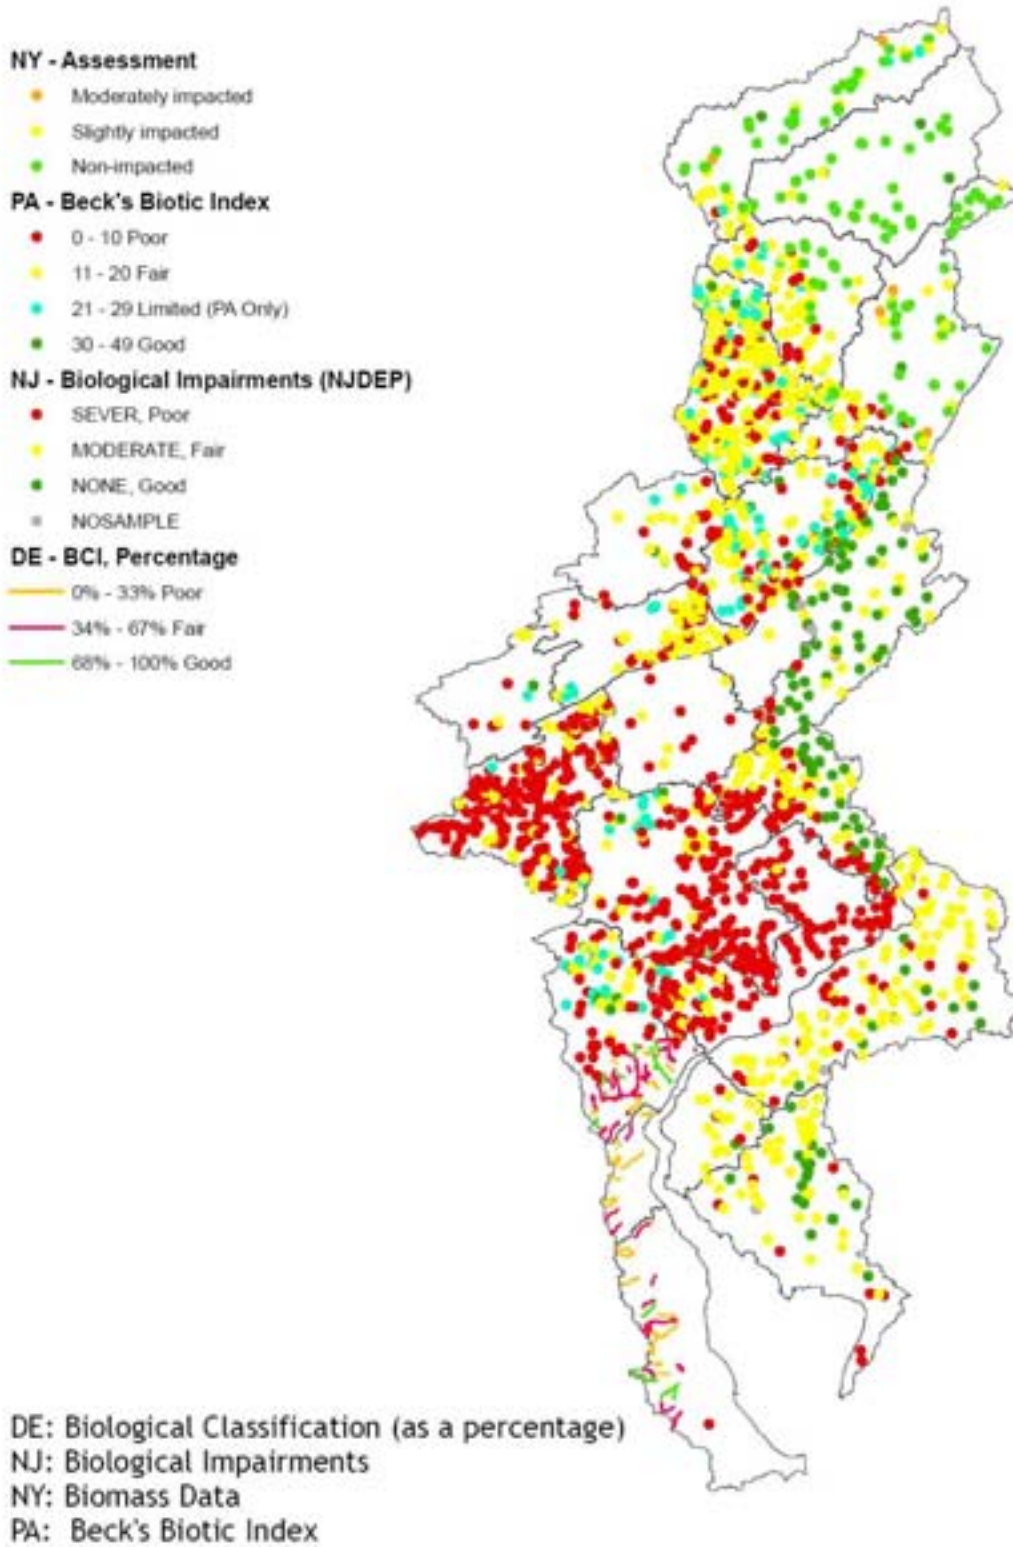 NY - Assessment
Moderately impacted
Slightly impacted
Non-impacted
PA - Beck's Biotic Index
0 - 10 Poor
11 - 20 Fair
21 - 29 Limited (PA Only)
30 - 49 Good
NJ - Biological Impairments (NJDEP)
SEVER, Poor
MODERATE, Fair
NONE, Good
NOSAMPLE
DE - BCI, Percentage
0% - 33% Poor
34% - 67% Fair
68% - 100% Good
DE: Biological Classification (as a percentage)
NJ: Biological Impairments
NY: Biomass Data
PA: Beck's Biotic Index